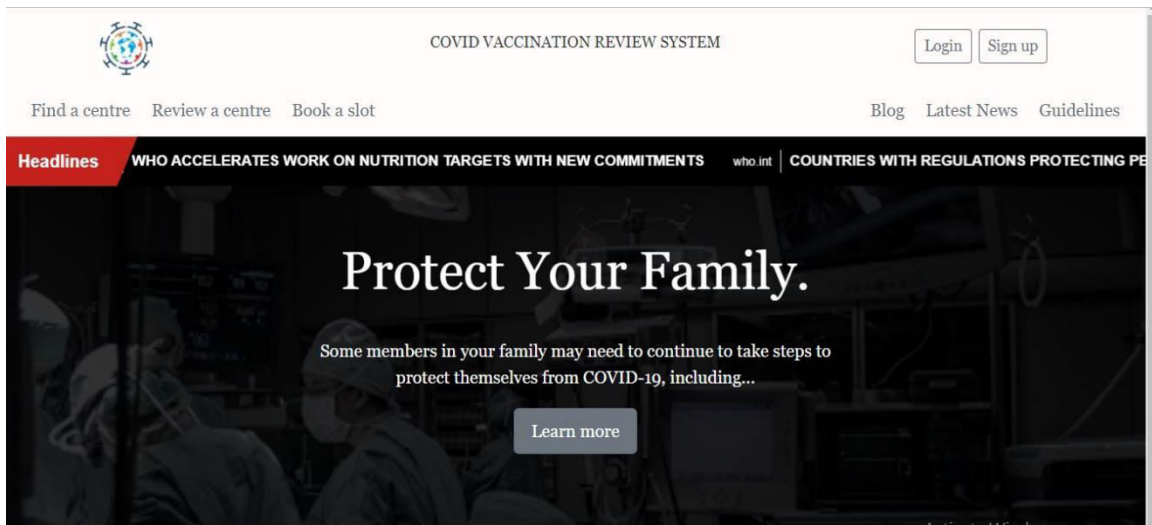 COVID VACCINATION REVIEW SYSTEM
Login Sign up
Find a centre Review a centre Book a slot
Blog Latest News Guidelines
Headlines WHO ACCELERATES WORK ON NUTRITION TARGETS WITH NEW COMMITMENTS who.int COUNTRIES WITH REGULATIONS PROTECTING PE
Protect Your Family.
Some members in your family may need to continue to take steps to
protect themselves from COVID-19, including...
Learn more